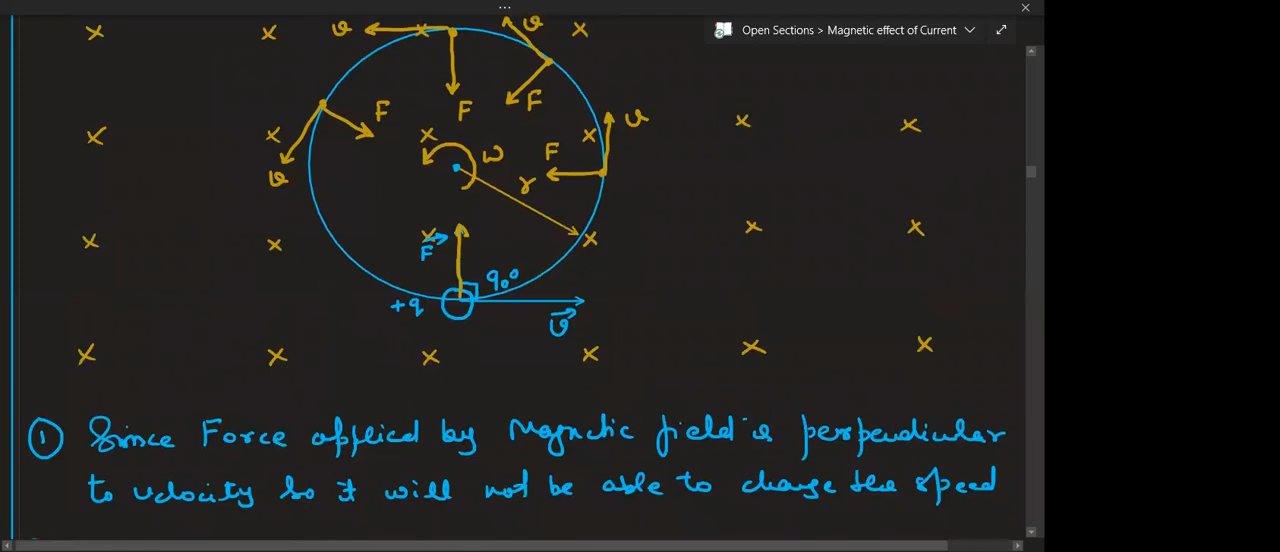 ...
Open Sections > Magnetic effect of Current
× × v × v ×
F F F
× × × ω F × v × ×
v r
× × × F × × ×
+q 90° v
× × × × × ×
① Since Force applied by Magnetic field is perpendicular
to velocity so it will not be able to change the speed